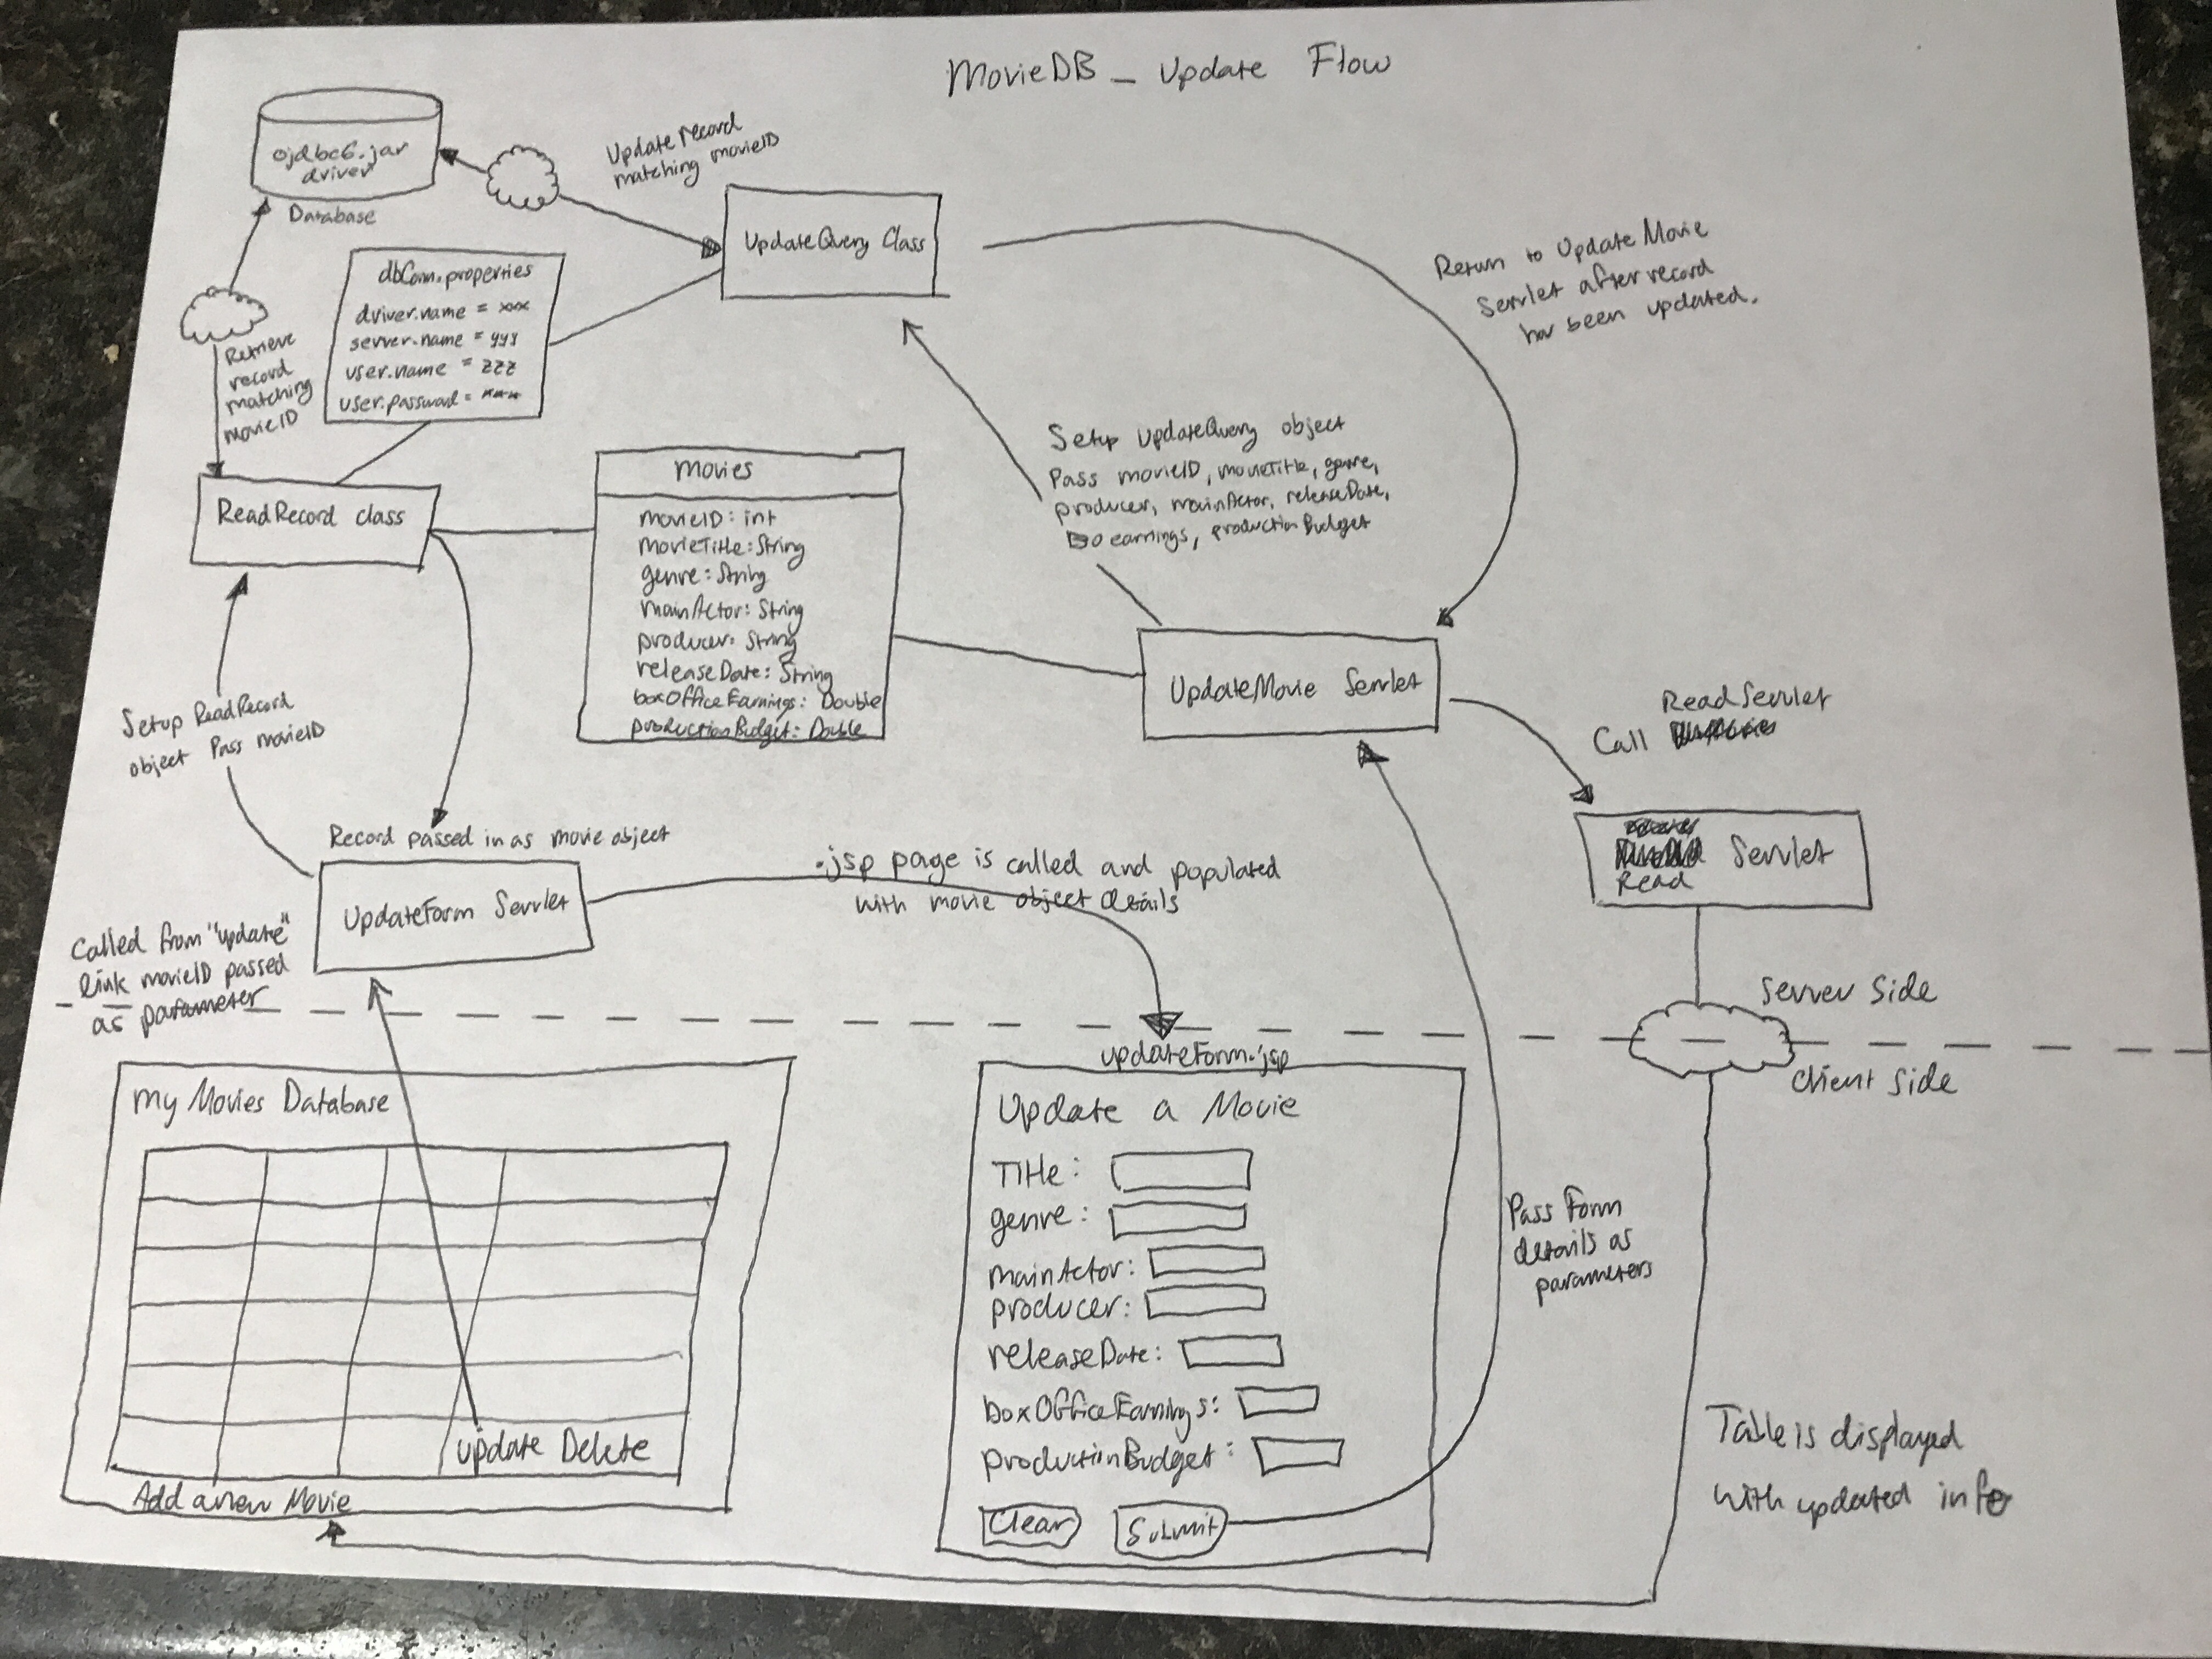 MovieDB - Update Flow
ojdbc6.jar
driver
Database
Retrieve
record
matching
movieID
dbConn.properties
driver.name = xxx
server.name = yyy
user.name = zzz
user.password =
Update record
matching movieID
ReadRecord class
UpdateQuery Class
Setup ReadRecord
object Pass movieID
Record passed in as movie object
Movies
movieID : int
movieTitle : String
genre : String
mainActor : String
producer : String
releaseDate : String
boxOfficeEarnings : Double
productionBudget : Double
Setup UpdateQuery object
Pass movieID, movieTitle, genre,
producer, mainActor, releaseDate,
BO earnings, productionBudget
Return to UpdateMovie
Servlet after record
has been updated.
Called from "update"
link movieID passed
as parameter
UpdateForm Servlet
.jsp page is called and populated
with movie object details
UpdateMovie Servlet
ReadServlet
Call
Read Servlet
Server Side
Client Side
My Movies Database
Update Delete
Add a new Movie
updateForm.jsp
Update a Movie
Title :
genre :
mainActor :
producer :
releaseDate :
boxOfficeEarnings :
productionBudget :
Clear Submit
Pass form
details as
parameters
Table is displayed
with updated info